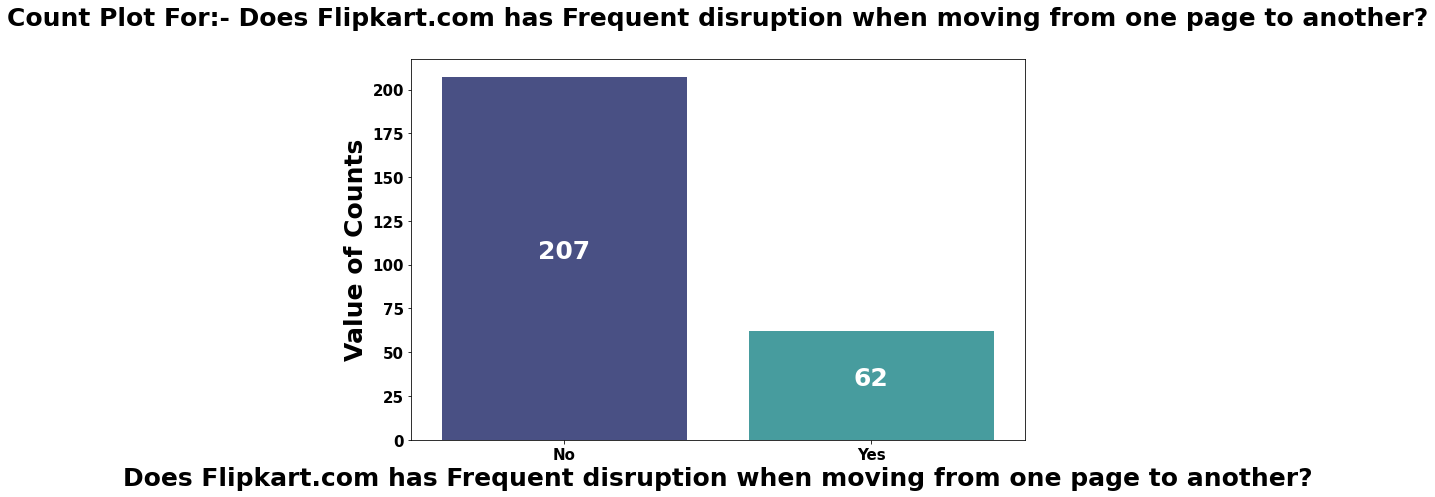 Count Plot For:- Does Flipkart.com has Frequent disruption when moving from one page to another?
Value of Counts
200
175
150
125
100
75
50
25
0
207
62
No
Yes
Does Flipkart.com has Frequent disruption when moving from one page to another?